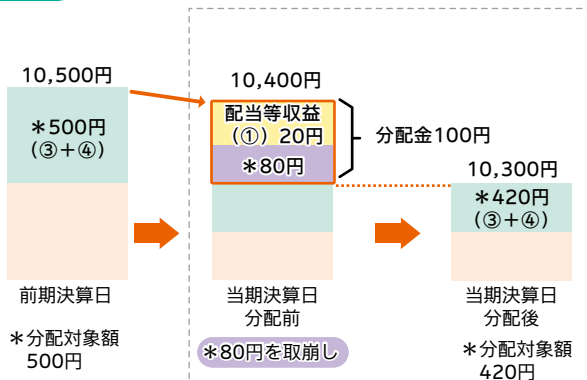 10,500円
＊500円
（③＋④）
前期決算日
＊分配対象額
500円
10,400円
配当等収益
（①）20円
＊80円
分配金100円
当期決算日
分配前
＊80円を取崩し
10,300円
＊420円
（③＋④）
当期決算日
分配後
＊分配対象額
420円